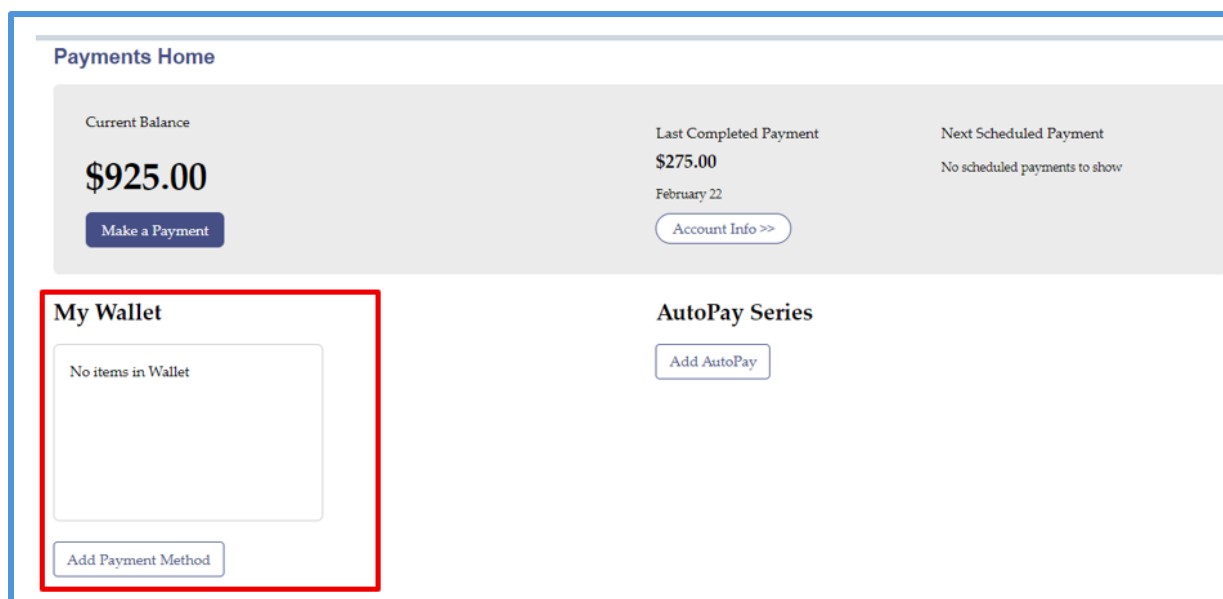 Payments Home
Current Balance
$925.00
Make a Payment
Last Completed Payment
$275.00
February 22
Account Info >>
Next Scheduled Payment
No scheduled payments to show
My Wallet
No items in Wallet
Add Payment Method
AutoPay Series
Add AutoPay